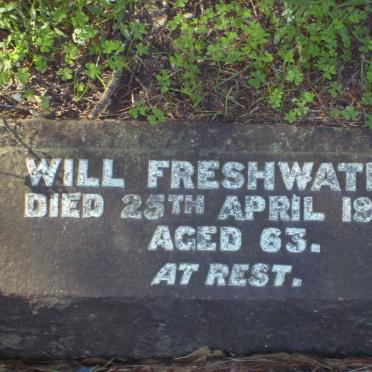 WILL FRESHWAT
DIED 25TH APRIL 19
AGED 63.
AT REST.